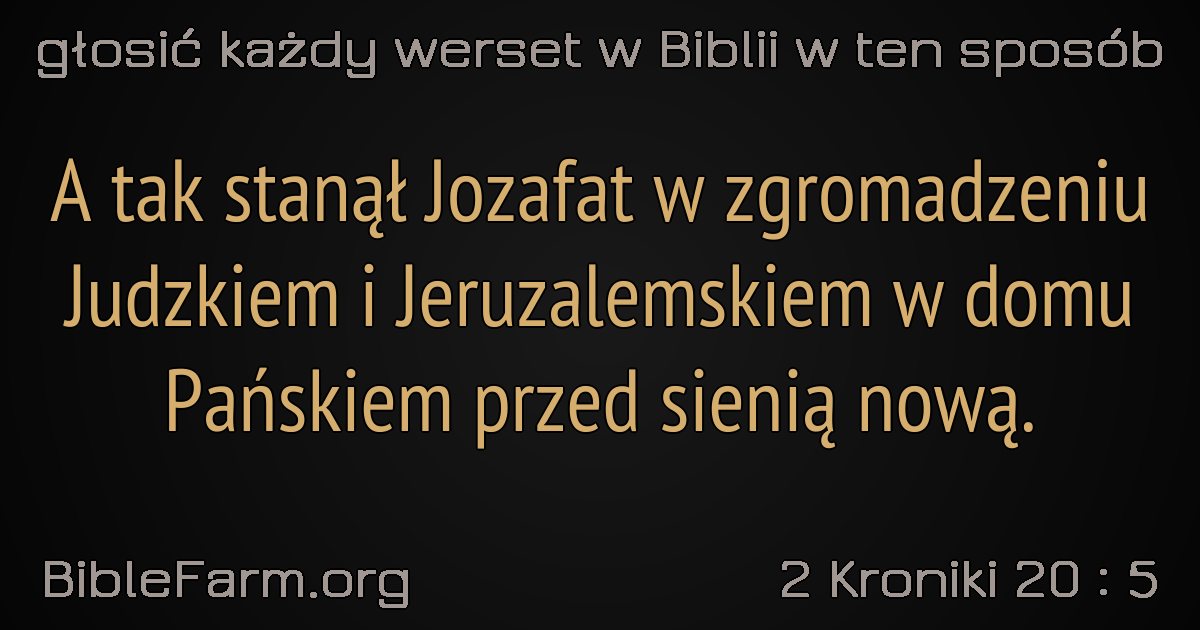 głosić każdy werset w Biblii w ten sposób
A tak stanął Jozafat w zgromadzeniu
Judzkiem i Jeruzalemskiem w domu
Pańskiem przed sienią nową.
BibleFarm.org
2 Kroniki 20 : 5